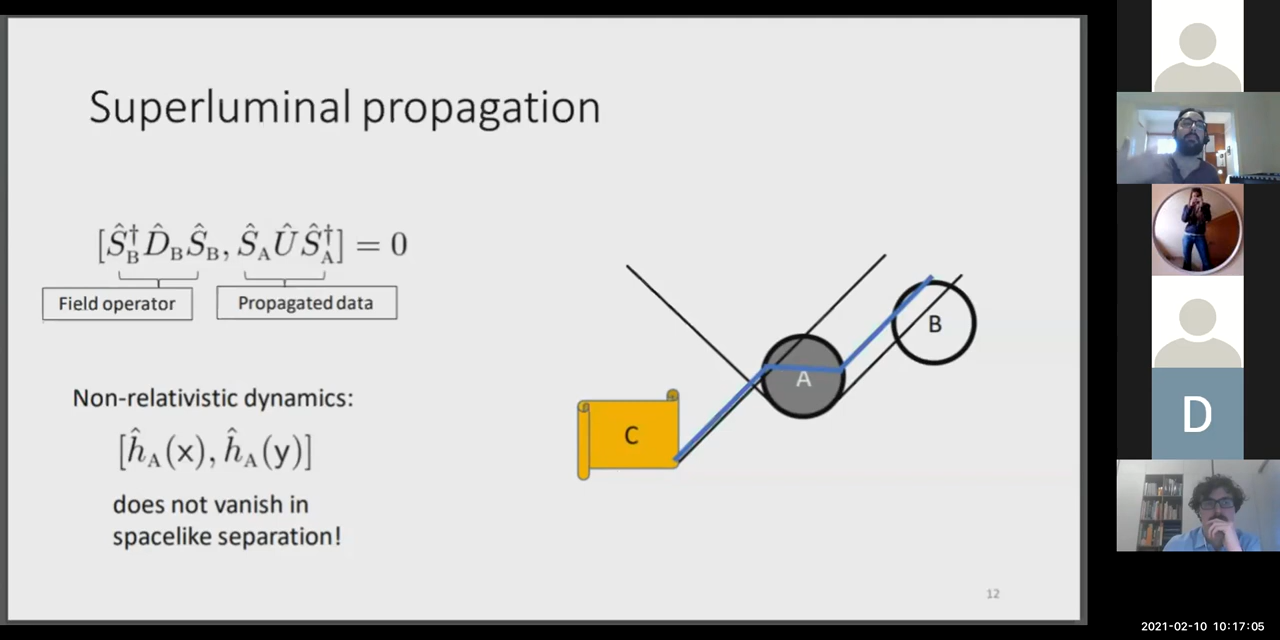 Superluminal propagation
[Ŝ_B† D̂_B Ŝ_B, Ŝ_A Û Ŝ_A†] = 0
Field operator
Propagated data
Non-relativistic dynamics:
[ĥ_A(x), ĥ_A(y)]
does not vanish in
spacelike separation!
C
A
B
12
D
2021-02-10 10:17:05